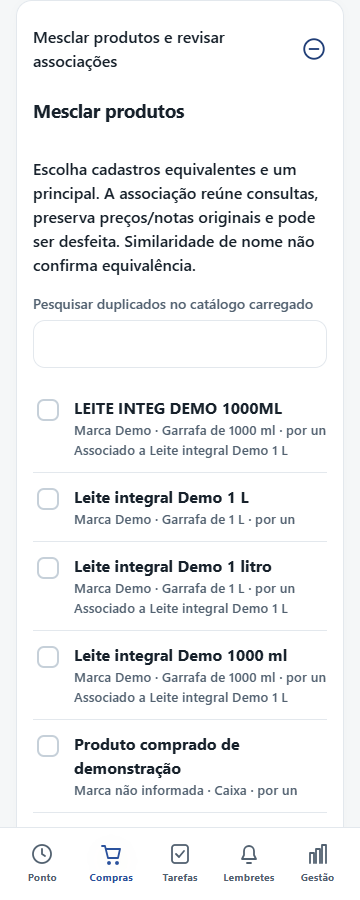 Mesclar produtos e revisar
associações
Mesclar produtos
Escolha cadastros equivalentes e um
principal. A associação reúne consultas,
preserva preços/notas originais e pode
ser desfeita. Similaridade de nome não
confirma equivalência.
Pesquisar duplicados no catálogo carregado
LEITE INTEG DEMO 1000ML
Marca Demo · Garrafa de 1000 ml · por un
Associado a Leite integral Demo 1 L
Leite integral Demo 1 L
Marca Demo · Garrafa de 1 L · por un
Leite integral Demo 1 litro
Marca Demo · Garrafa de 1 L · por un
Associado a Leite integral Demo 1 L
Leite integral Demo 1000 ml
Marca Demo · Garrafa de 1000 ml · por un
Associado a Leite integral Demo 1 L
Produto comprado de
demonstração
Marca não informada · Caixa · por un
Ponto Compras Tarefas Lembretes Gestão